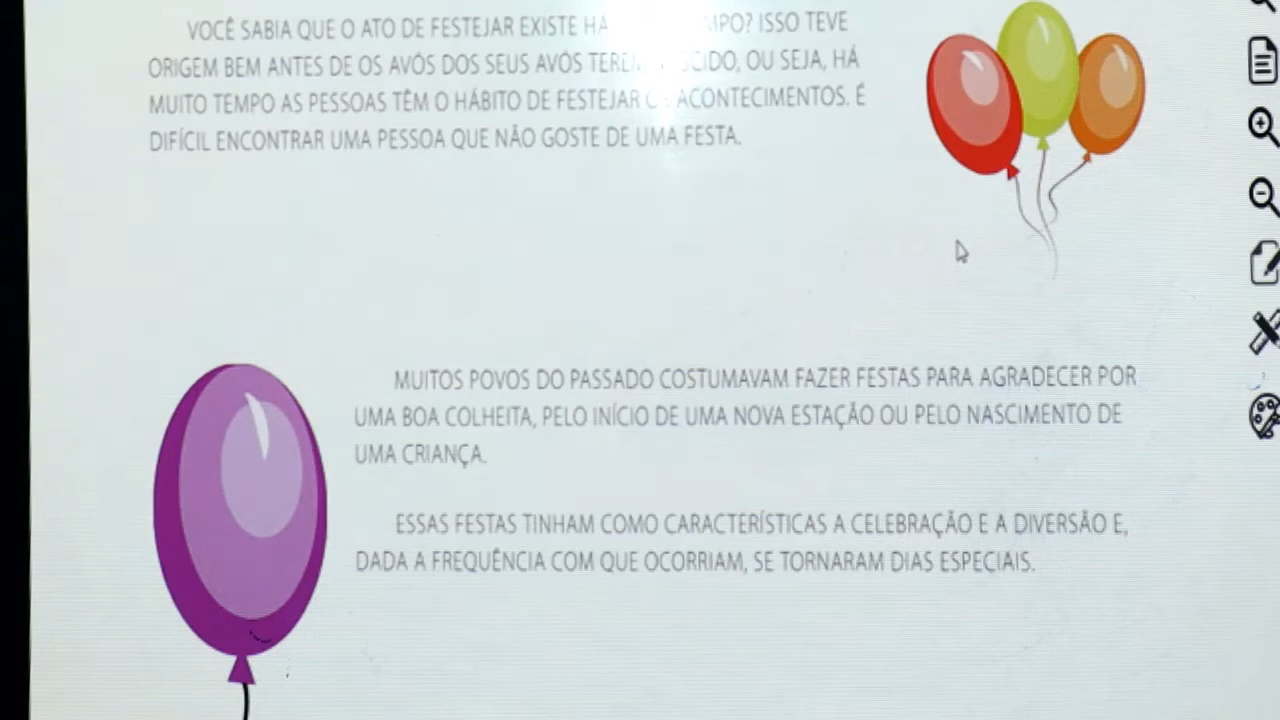 VOCÊ SABIA QUE O ATO DE FESTEJAR EXISTE ISSO TEVE
ORIGEM BEM ANTES DE OS AVÓS DOS SEUS AVÓS OU SEJA, HÁ
MUITO TEMPO AS PESSOAS TÊM O HÁBITO DE FESTEJAR ACONTECIMENTOS. É
DIFÍCIL ENCONTRAR UMA PESSOA QUE NÃO GOSTE DE UMA FESTA.
MUITOS POVOS DO PASSADO COSTUMAVAM FAZER FESTAS PARA AGRADECER POR
UMA BOA COLHEITA, PELO INÍCIO DE UMA NOVA ESTAÇÃO OU PELO NASCIMENTO DE
UMA CRIANÇA.
ESSAS FESTAS TINHAM COMO CARACTERÍSTICAS A CELEBRAÇÃO E A DIVERSÃO E,
DADA A FREQUÊNCIA COM QUE OCORRIAM, SE TORNARAM DIAS ESPECIAIS.